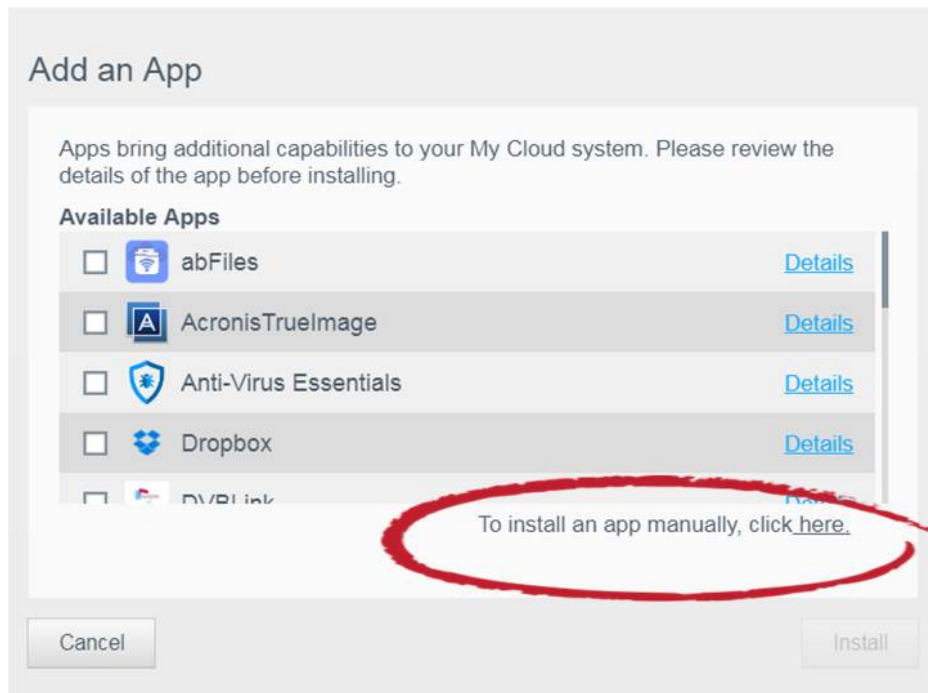 Add an App
Apps bring additional capabilities to your My Cloud system. Please review the
details of the app before installing.
Available Apps
abFiles Details
AcronisTrueImage Details
Anti-Virus Essentials Details
Dropbox Details
DVBLink Details
To install an app manually, click here.
Cancel Install